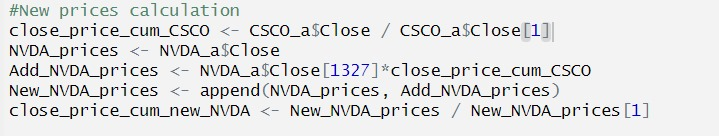 #New prices calculation
close_price_cum_CSCO <- CSCO_a$Close / CSCO_a$Close[1]
NVDA_prices <- NVDA_a$Close
Add_NVDA_prices <- NVDA_a$Close[1327]*close_price_cum_CSCO
New_NVDA_prices <- append(NVDA_prices, Add_NVDA_prices)
close_price_cum_new_NVDA <- New_NVDA_prices / New_NVDA_prices[1]